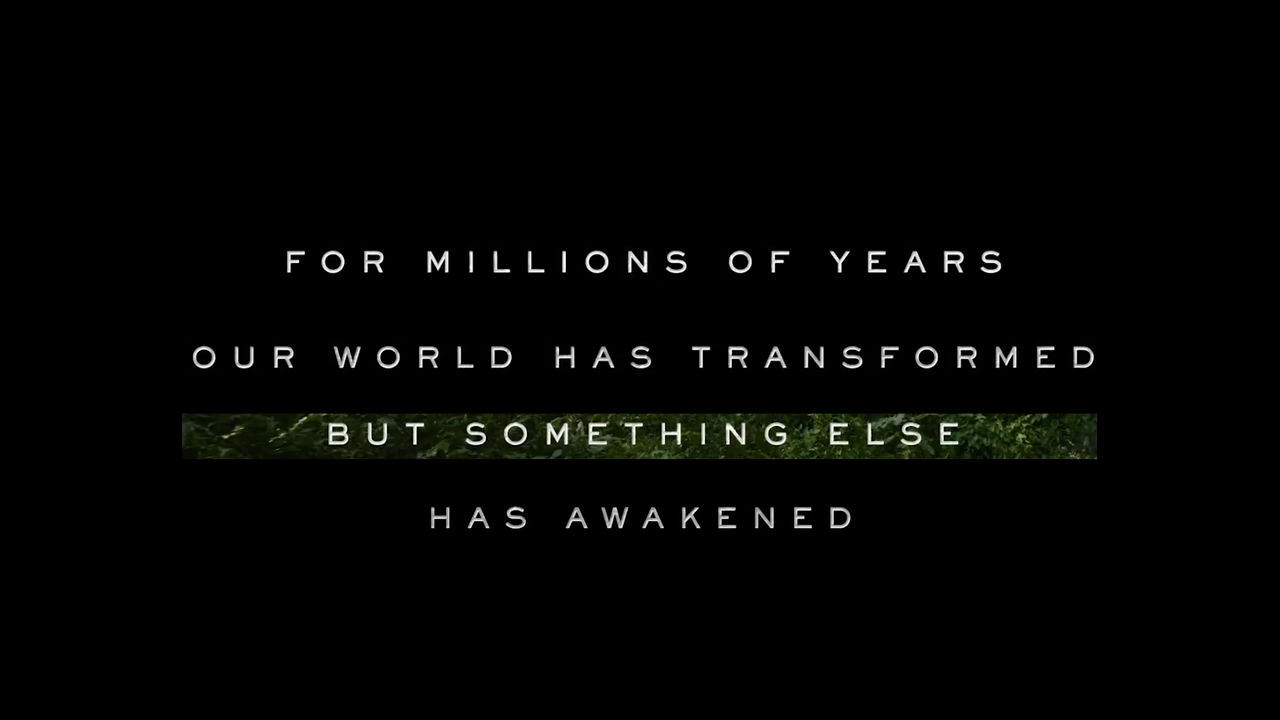 FOR MILLIONS OF YEARS
OUR WORLD HAS TRANSFORMED
BUT SOMETHING ELSE
HAS AWAKENED